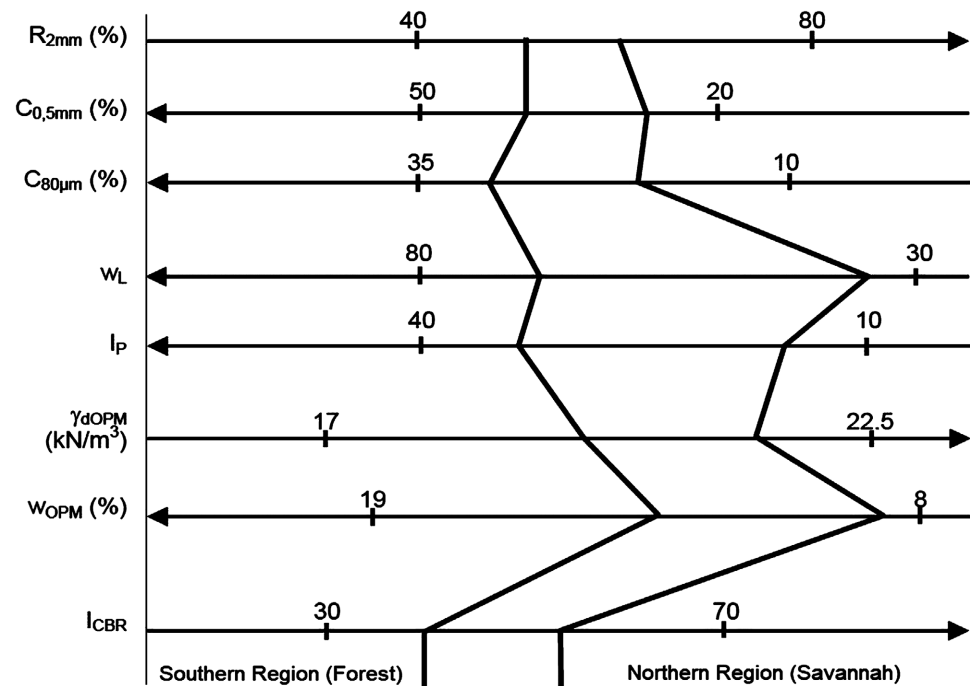 R2mm (%) 40 80
C0,5mm (%) 50 20
C80µm (%) 35 10
wL 80 30
IP 40 10
γdOPM
(kN/m³) 17 22.5
wOPM (%) 19 8
ICBR 30 70
Southern Region (Forest) Northern Region (Savannah)